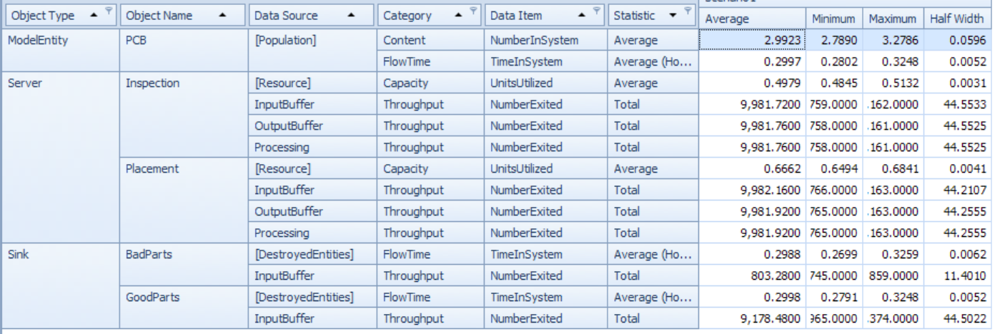 Object Type Object Name Data Source Category Data Item Statistic Average Minimum Maximum Half Width
ModelEntity PCB [Population] Content NumberInSystem Average 2.9923 2.7890 3.2786 0.0596
FlowTime TimeInSystem Average (Ho... 0.2997 0.2802 0.3248 0.0052
Server Inspection [Resource] Capacity UnitsUtilized Average 0.4979 0.4845 0.5132 0.0031
InputBuffer Throughput NumberExited Total 9,981.7200 759.0000 .162.0000 44.5533
OutputBuffer Throughput NumberExited Total 9,981.7600 758.0000 .161.0000 44.5525
Processing Throughput NumberExited Total 9,981.7600 758.0000 .161.0000 44.5525
Placement [Resource] Capacity UnitsUtilized Average 0.6662 0.6494 0.6841 0.0041
InputBuffer Throughput NumberExited Total 9,982.1600 766.0000 .163.0000 44.2107
OutputBuffer Throughput NumberExited Total 9,981.9200 765.0000 .163.0000 44.2555
Processing Throughput NumberExited Total 9,981.9200 765.0000 .163.0000 44.2555
Sink BadParts [DestroyedEntities] FlowTime TimeInSystem Average (Ho... 0.2988 0.2699 0.3259 0.0062
InputBuffer Throughput NumberExited Total 803.2800 745.0000 859.0000 11.4010
GoodParts [DestroyedEntities] FlowTime TimeInSystem Average (Ho... 0.2998 0.2791 0.3248 0.0052
InputBuffer Throughput NumberExited Total 9,178.4800 965.0000 .374.0000 44.5022